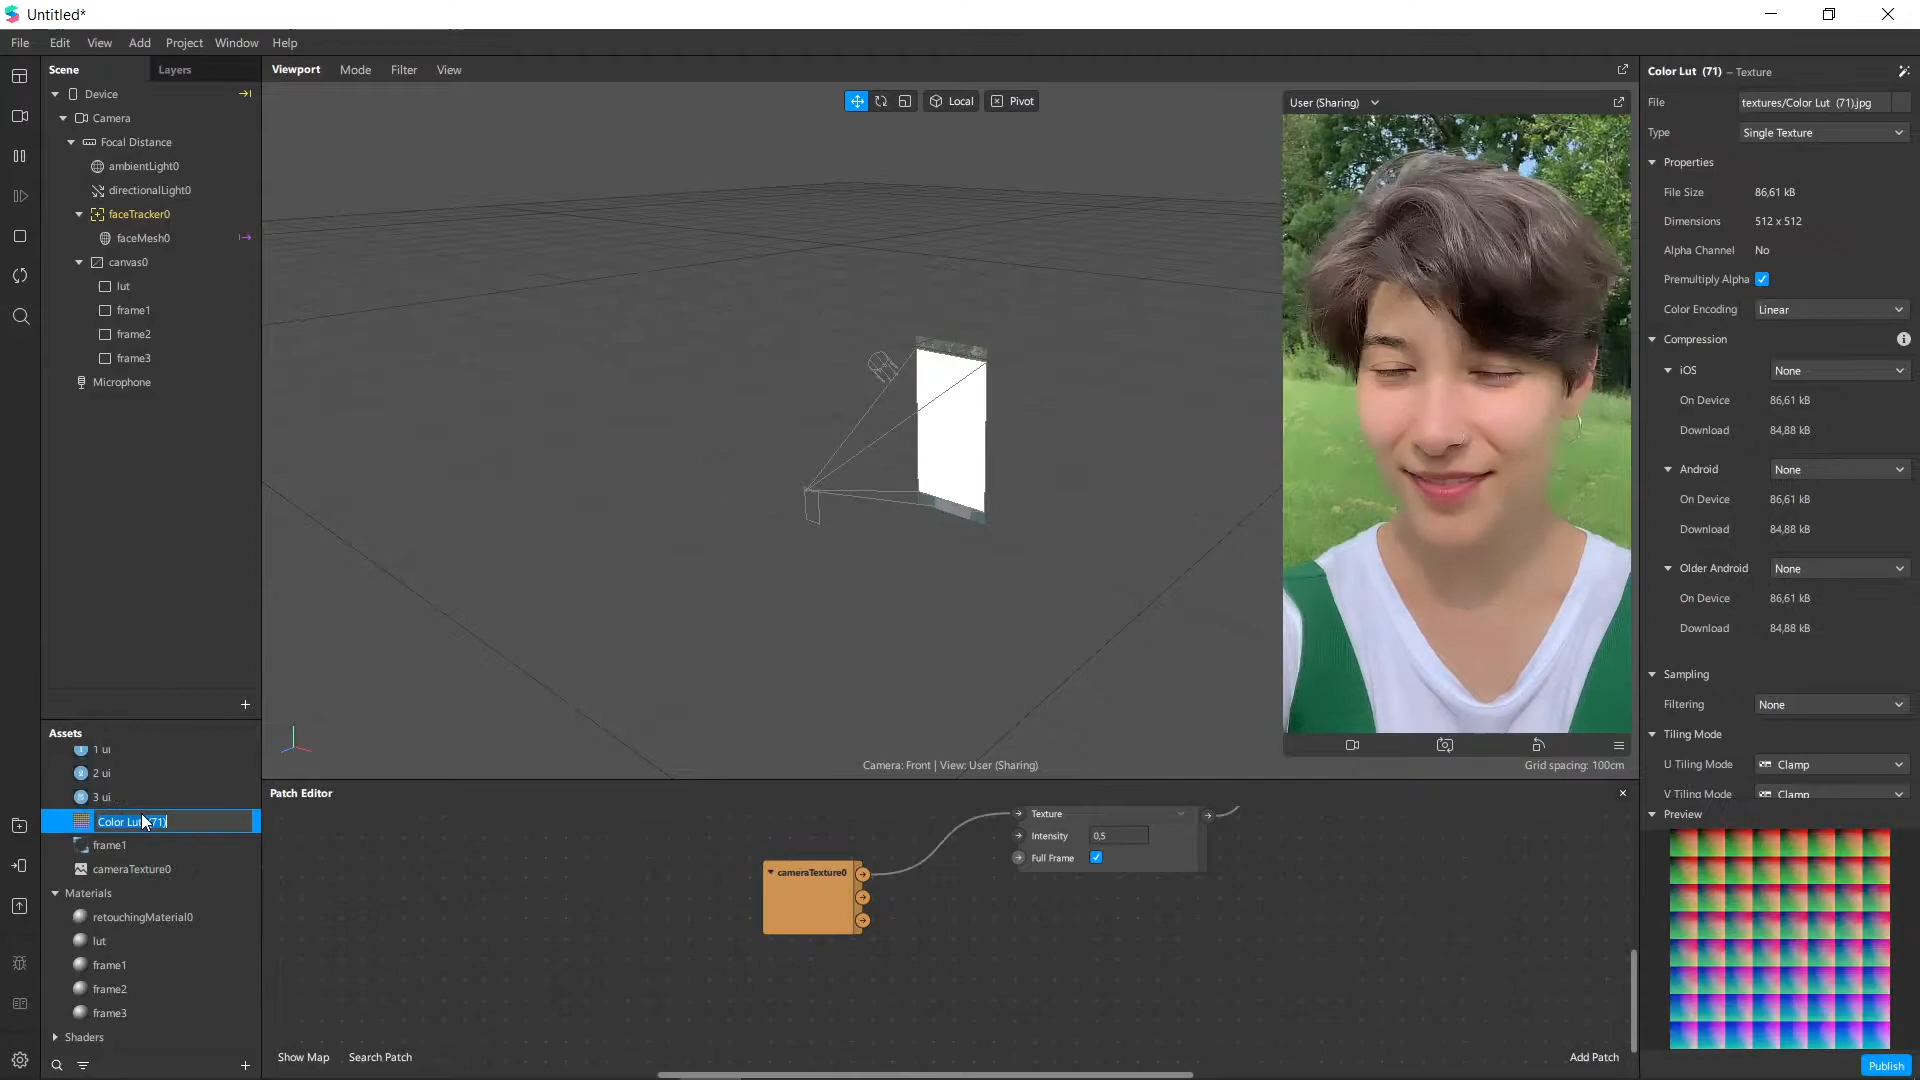 Untitled*
File Edit View Add Project Window Help
Scene Layers
Device
Camera
Focal Distance
ambientLight0
directionalLight0
faceTracker0
faceMesh0
canvas0
lut
frame1
frame2
frame3
Microphone
Assets
1 ui
2 ui
3 ui
Color Lut (71)
frame1
cameraTexture0
Materials
retouchingMaterial0
lut
frame1
frame2
frame3
Shaders
Viewport Mode Filter View
Local Pivot
User (Sharing)
Camera: Front | View: User (Sharing)
Grid spacing: 100cm
Patch Editor
Texture
Intensity 0,5
Full Frame
cameraTexture0
Show Map Search Patch
Add Patch
Color Lut (71) – Texture
File textures/Color Lut (71).jpg
Type Single Texture
Properties
File Size 86,61 kB
Dimensions 512 x 512
Alpha Channel No
Premultiply Alpha
Color Encoding Linear
Compression
iOS None
On Device 86,61 kB
Download 84,88 kB
Android None
On Device 86,61 kB
Download 84,88 kB
Older Android None
On Device 86,61 kB
Download 84,88 kB
Sampling
Filtering None
Tiling Mode
U Tiling Mode Clamp
V Tiling Mode Clamp
Preview
Publish